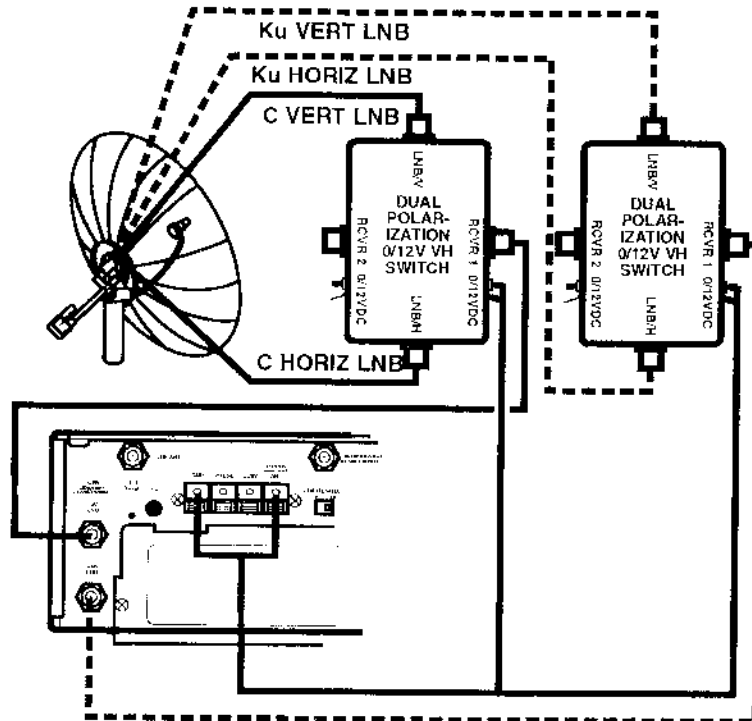 Ku VERT LNB
Ku HORIZ LNB
C VERT LNB
LNB/V
DUAL
POLAR-
IZATION
0/12V VH
SWITCH
RCVR 2 0/12VDC
RCVR 1 0/12VDC
LNB/H
LNB/V
DUAL
POLAR-
IZATION
0/12V VH
SWITCH
RCVR 2 0/12VDC
RCVR 1 0/12VDC
LNB/H
C HORIZ LNB